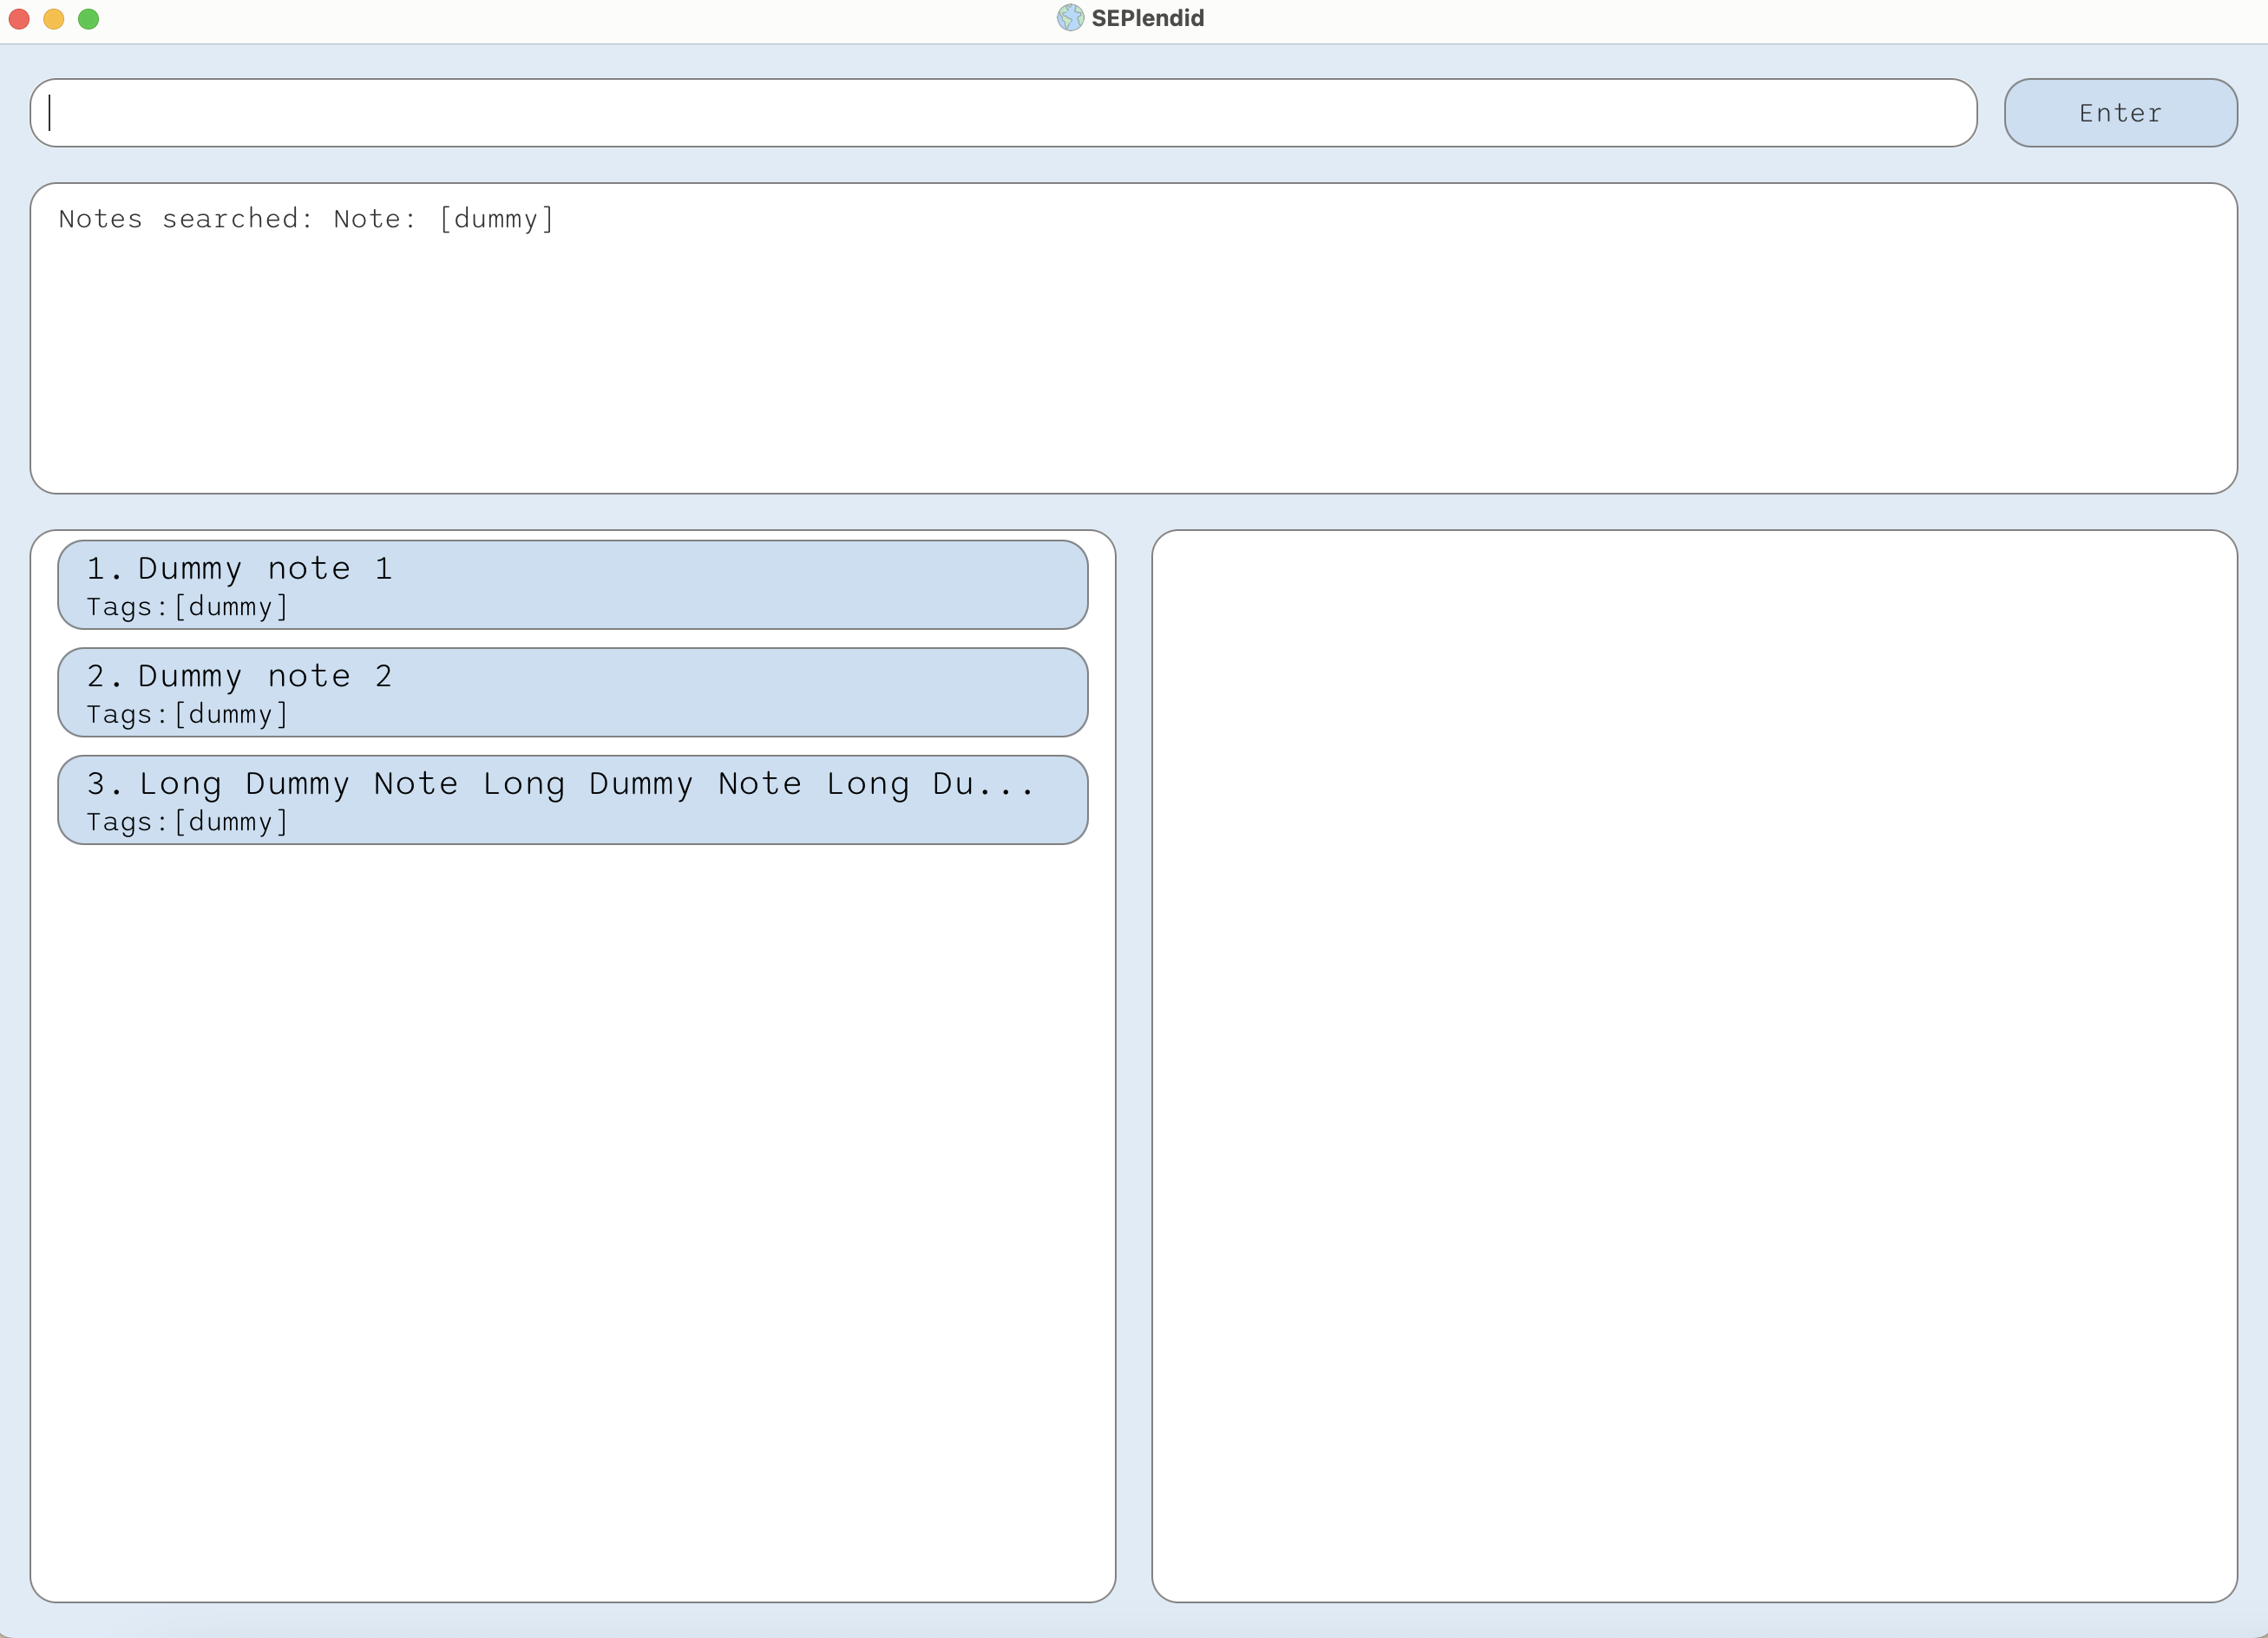 SEPlendid
Enter
Notes searched: Note: [dummy]
1. Dummy note 1
Tags:[dummy]
2. Dummy note 2
Tags:[dummy]
3. Long Dummy Note Long Dummy Note Long Du...
Tags:[dummy]